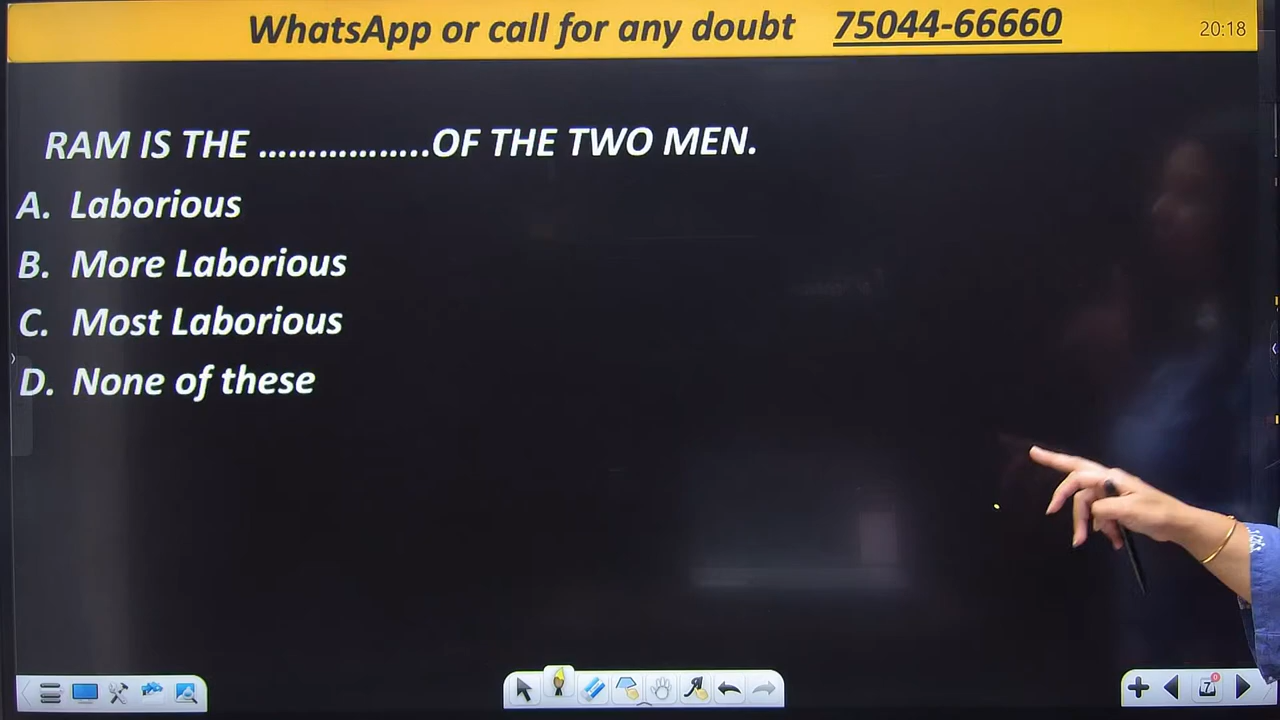 WhatsApp or call for any doubt 75044-66660
20:18
RAM IS THE ................OF THE TWO MEN.
A. Laborious
B. More Laborious
C. Most Laborious
D. None of these